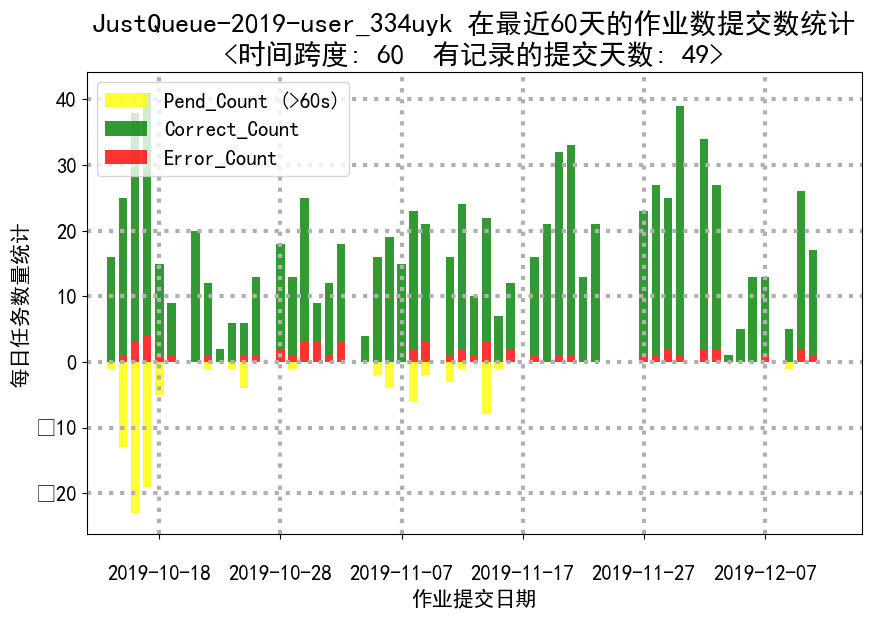 JustQueue-2019-user_334uyk 在最近60天的作业数提交数统计
<时间跨度: 60  有记录的提交天数: 49>
Pend_Count (>60s)
Correct_Count
Error_Count
每日任务数量统计
40
30
20
10
0
□10
□20
2019-10-18
2019-10-28
2019-11-07
2019-11-17
2019-11-27
2019-12-07
作业提交日期